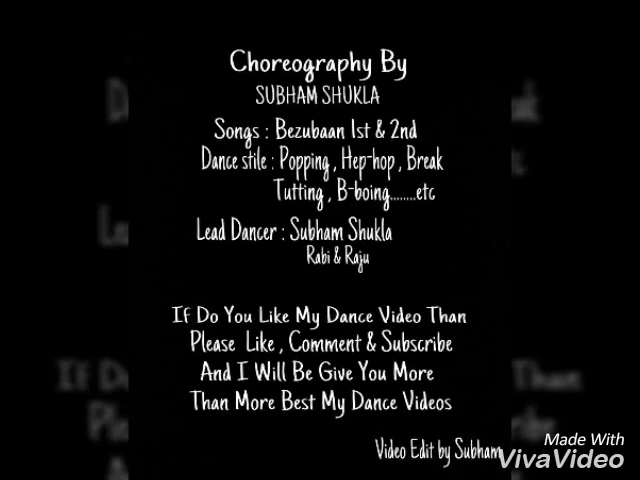 Choreography By
SUBHAM SHUKLA
Songs : Bezubaan 1st & 2nd
Dance stile : Popping , Hep-hop , Break
Tutting , B-boing........etc
Lead Dancer : Subham Shukla
Rabi & Raju
If Do You Like My Dance Video Than
Please Like , Comment & Subscribe
And I Will Be Give You More
Than More Best My Dance Videos
Video Edit by Subham
Made With
VivaVideo